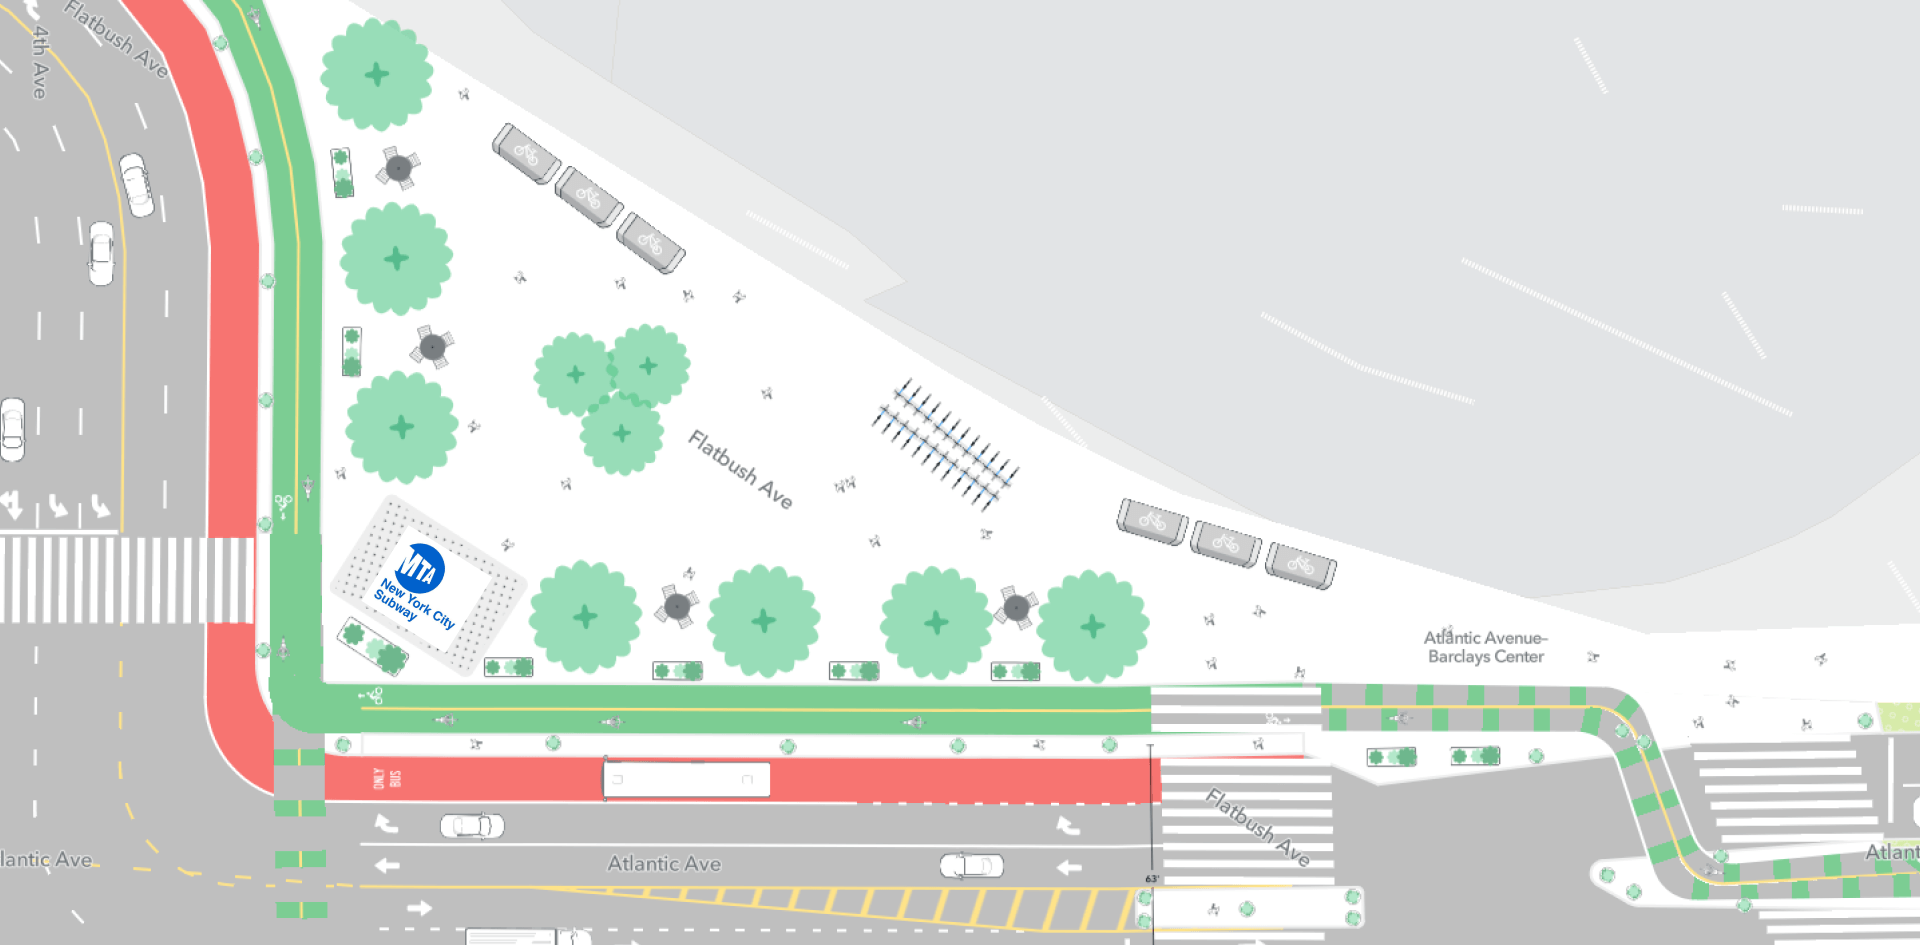 Flatbush Ave
4th Ave
Flatbush Ave
MTA
New York City
Subway
Atlantic Avenue–
Barclays Center
ONLY
BUS
Flatbush Ave
lantic Ave
Atlantic Ave
Atlant
63'